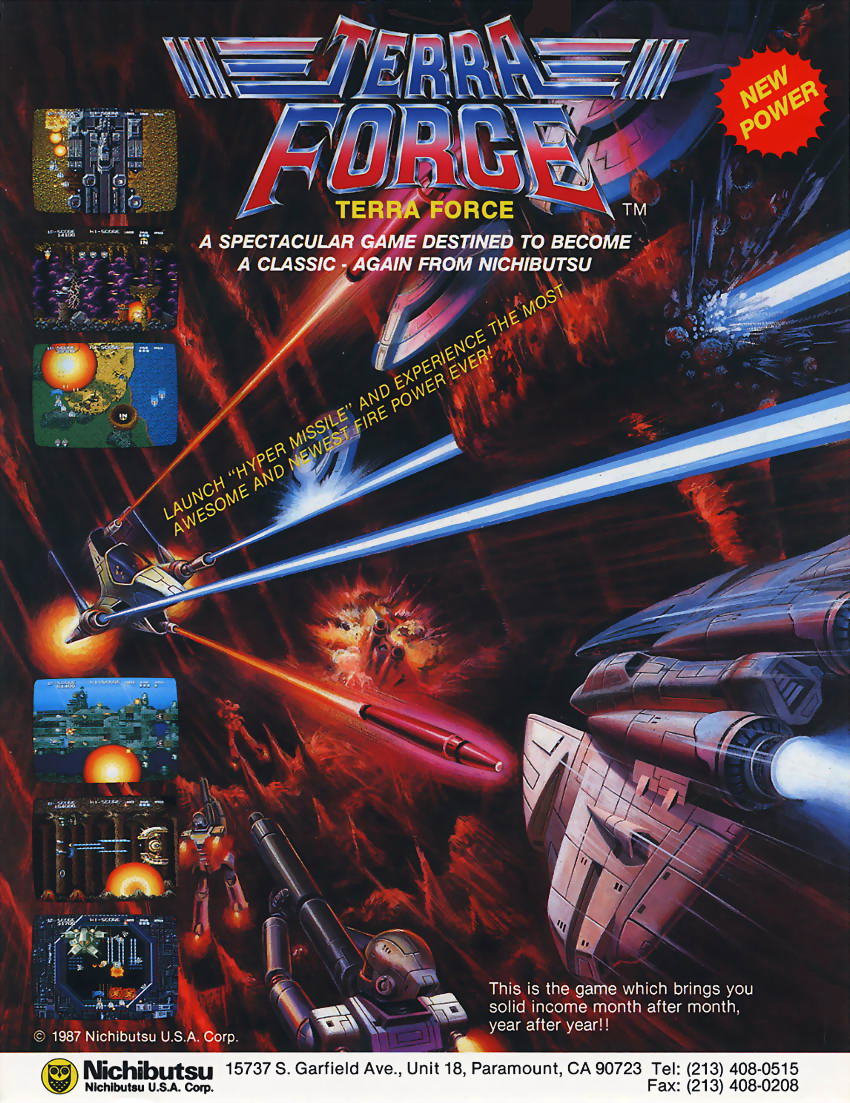 TERRA
FORCE
TERRA FORCE
TM
NEW
POWER
A SPECTACULAR GAME DESTINED TO BECOME
A CLASSIC - AGAIN FROM NICHIBUTSU
LAUNCH "HYPER MISSILE" AND EXPERIENCE THE MOST
AWESOME AND NEWEST FIRE POWER EVER!
This is the game which brings you
solid income month after month,
year after year!!
© 1987 Nichibutsu U.S.A. Corp.
Nichibutsu
Nichibutsu U.S.A. Corp.
15737 S. Garfield Ave., Unit 18, Paramount, CA 90723 Tel: (213) 408-0515
Fax: (213) 408-0208